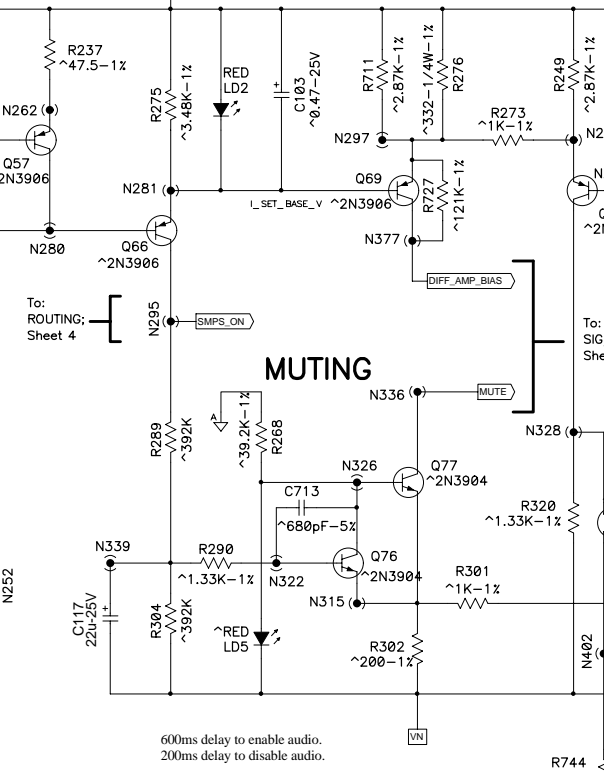 R237
^47.5-1%
N262
Q57
2N3906
N280
R275
^3.48K-1%
RED
LD2
C103
^0.47-25V
+
R711
^2.87K-1%
^332-1/4W-1%
R276
R249
^2.87K-1%
N297
R273
^1K-1%
N2
N281
I_SET_BASE_V
Q69
^2N3906
R727
^121K-1%
N
Q
^2N
Q66
^2N3906
N377
DIFF_AMP_BIAS
To:
ROUTING;
Sheet 4
N295
SMPS_ON
To:
SIG
She
MUTING
N336
MUTE
A
R289
^392K
^39.2K-1%
R268
N328
N326
Q77
^2N3904
C713
^680pF-5%
R320
^1.33K-1%
N339
R290
^1.33K-1%
N322
Q76
^2N3904
R301
^1K-1%
N252
C117
22u-25V
+
R304
^392K
N315
^RED
LD5
R302
^200-1%
N402
VN
600ms delay to enable audio.
200ms delay to disable audio.
R744